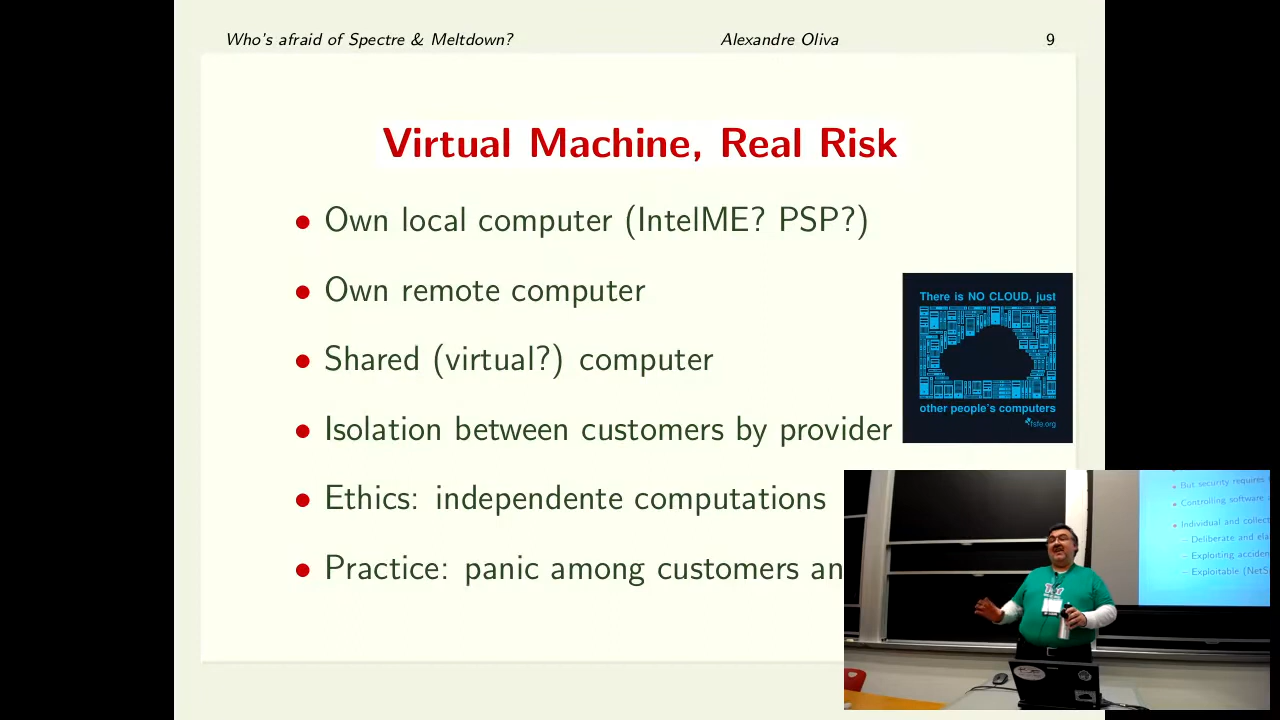 Who's afraid of Spectre & Meltdown? Alexandre Oliva 9
Virtual Machine, Real Risk
• Own local computer (IntelME? PSP?)
• Own remote computer
• Shared (virtual?) computer
• Isolation between customers by provider
• Ethics: independente computations
• Practice: panic among customers an
There is NO CLOUD, just
other people's computers
fsfe.org
• But security requires
• Controlling software
• Individual and collect
– Deliberate and ela
– Exploiting acciden
– Exploitable (NetS